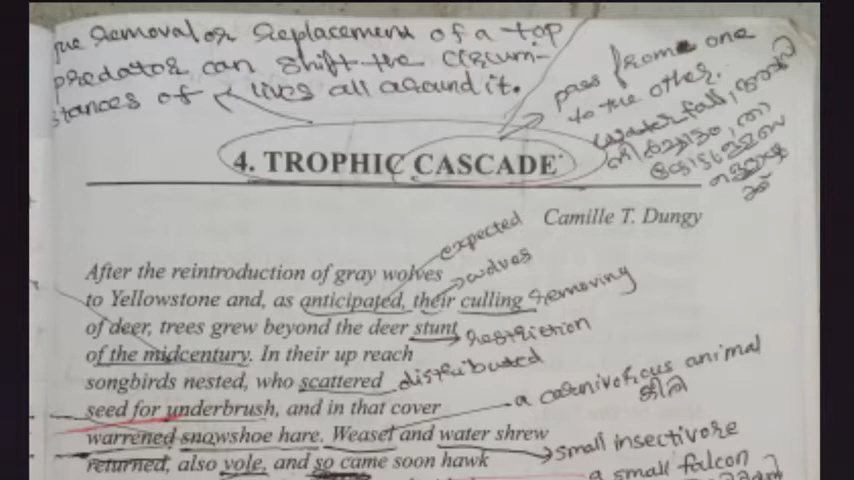 The removal or replacement of a top
predator can shift the circum-
stances of lives all around it.
pass from one
to the other.
waterfall,
4. TROPHIC CASCADE
Camille T. Dungy
expected
After the reintroduction of gray wolves
wolves
to Yellowstone and, as anticipated, their culling removing
of deer, trees grew beyond the deer stunt restriction
of the midcentury. In their up reach
songbirds nested, who scattered distributed
seed for underbrush, and in that cover a carnivorous animal
കീരി
warrened snowshoe hare. Weasel and water shrew small insectivore
returned, also vole, and so came soon hawk a small falcon